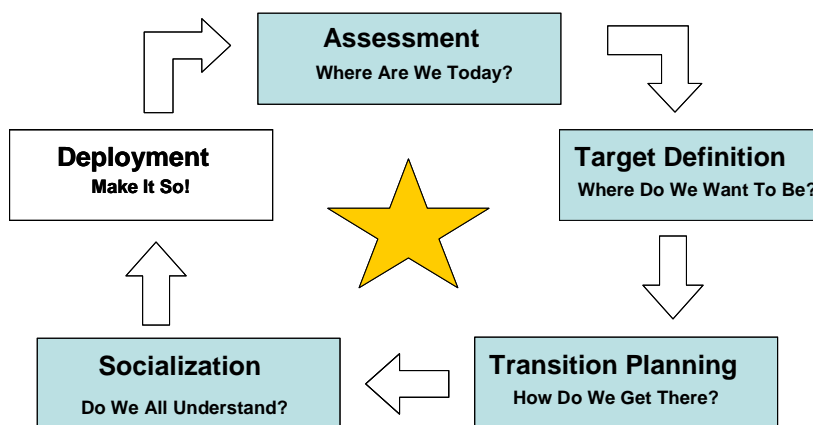 Assessment
Where Are We Today?
Target Definition
Where Do We Want To Be?
Transition Planning
How Do We Get There?
Socialization
Do We All Understand?
Deployment
Make It So!